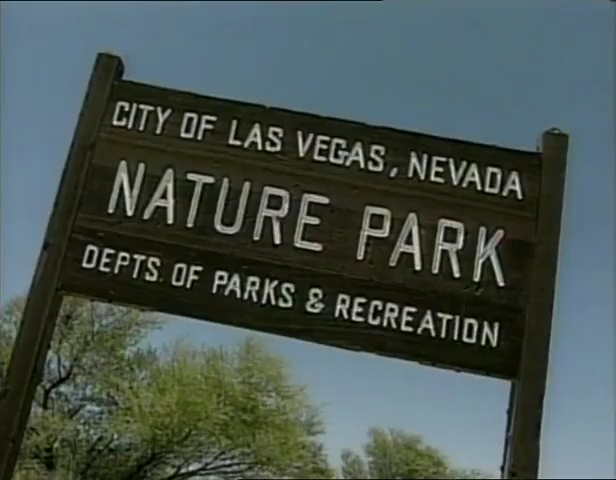 CITY OF LAS VEGAS, NEVADA
NATURE PARK
DEPTS. OF PARKS & RECREATION